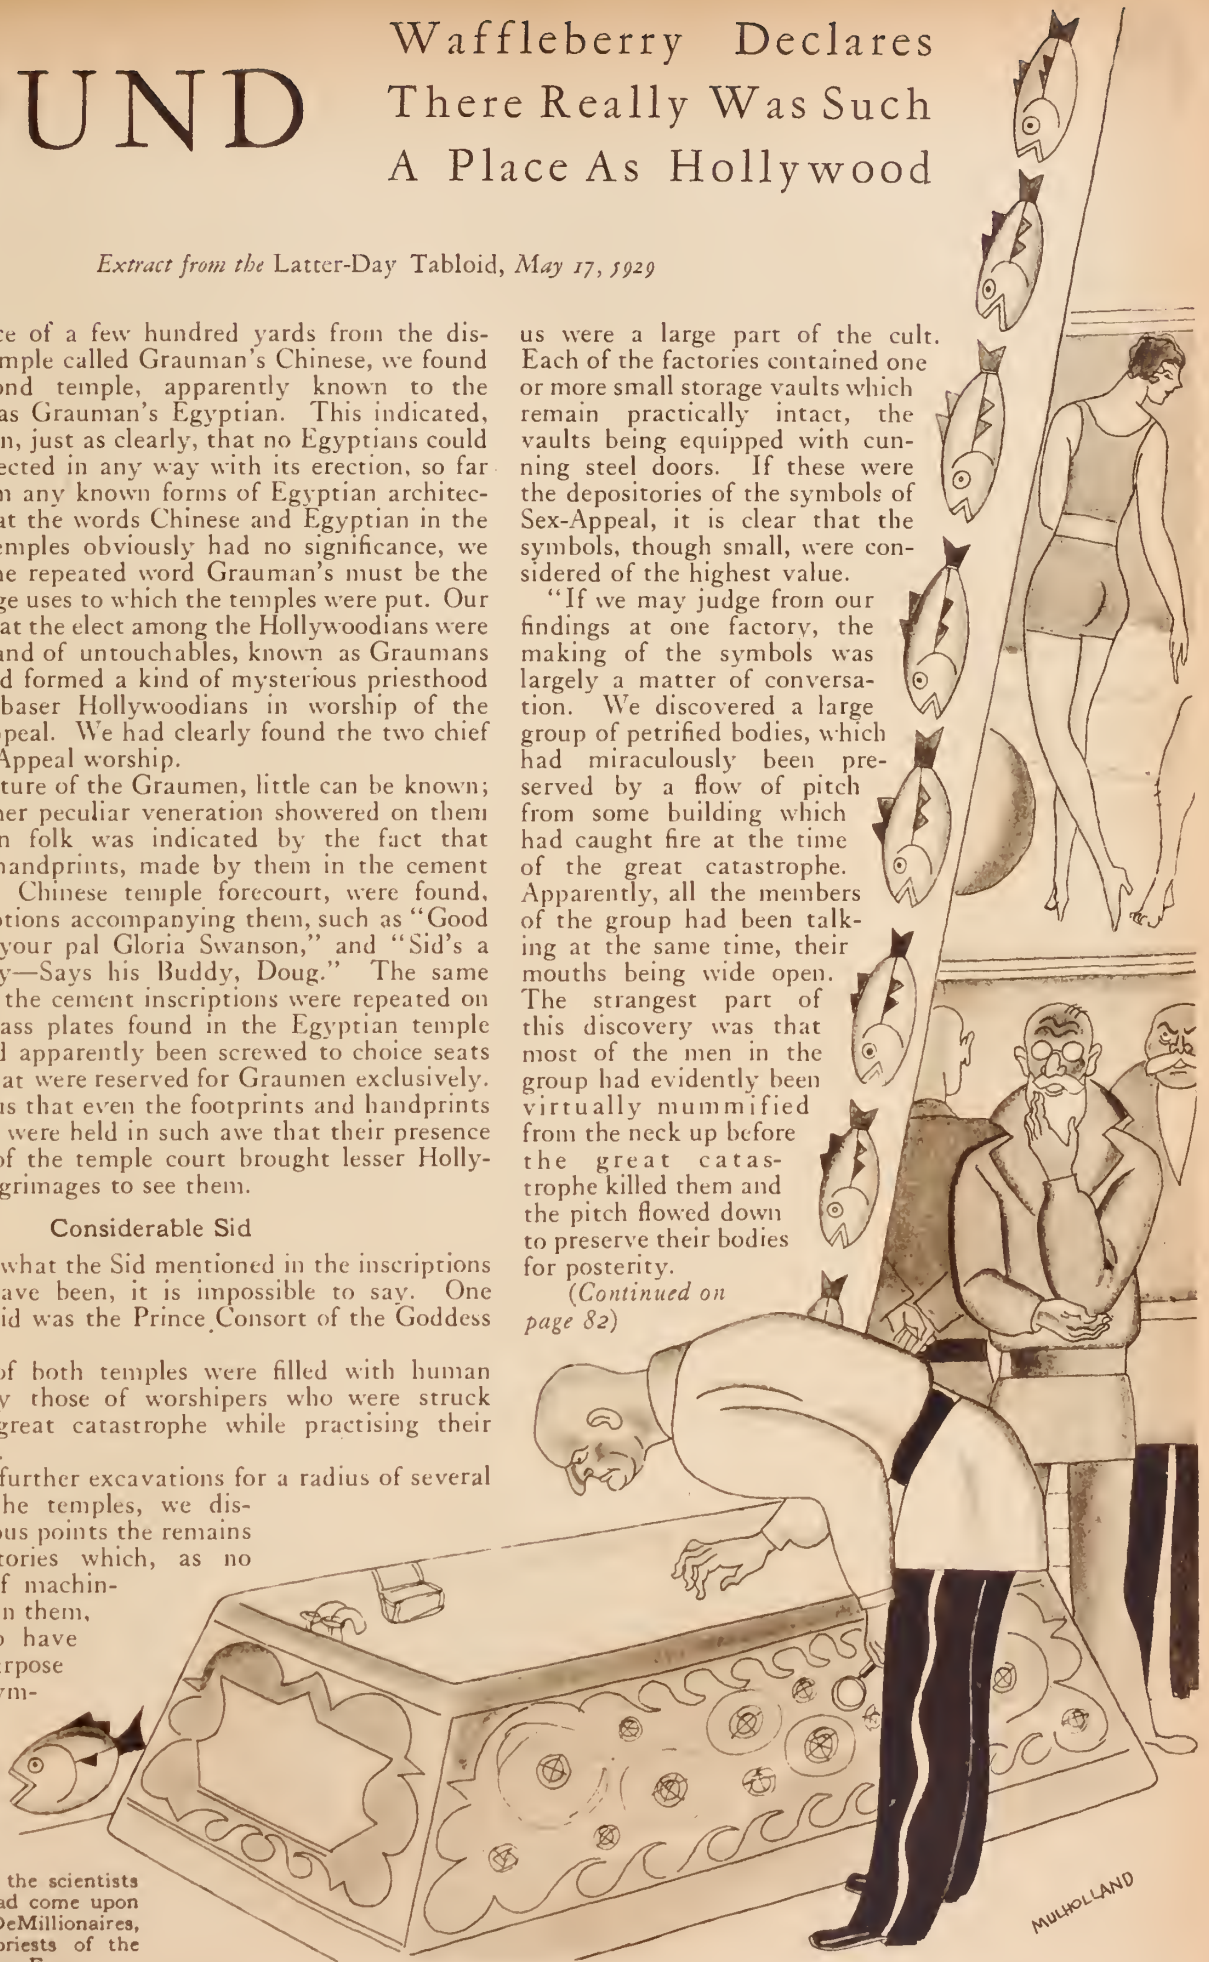 UND
Waffleberry Declares
There Really Was Such
A Place As Hollywood
Extract from the Latter-Day Tabloid, May 17, 5929
ce of a few hundred yards from the dis-
mple called Grauman's Chinese, we found
ond temple, apparently known to the
as Grauman's Egyptian. This indicated,
n, just as clearly, that no Egyptians could
ected in any way with its erection, so far
n any known forms of Egyptian architec-
at the words Chinese and Egyptian in the
emples obviously had no significance, we
he repeated word Grauman's must be the
ge uses to which the temples were put. Our
at the elect among the Hollywoodians were
and of untouchables, known as Graumans
d formed a kind of mysterious priesthood
baser Hollywoodians in worship of the
ppeal. We had clearly found the two chief
Appeal worship.
ture of the Graumen, little can be known;
her peculiar veneration showered on them
n folk was indicated by the fact that
handprints, made by them in the cement
Chinese temple forecourt, were found,
ptions accompanying them, such as "Good
your pal Gloria Swanson," and "Sid's a
y—Says his Buddy, Doug." The same
the cement inscriptions were repeated on
ass plates found in the Egyptian temple
d apparently been screwed to choice seats
at were reserved for Graumen exclusively.
us that even the footprints and handprints
were held in such awe that their presence
of the temple court brought lesser Holly-
grimages to see them.
Considerable Sid
what the Sid mentioned in the inscriptions
ave been, it is impossible to say. One
id was the Prince Consort of the Goddess
of both temples were filled with human
y those of worshipers who were struck
great catastrophe while practising their
further excavations for a radius of several
he temples, we dis-
ous points the remains
tories which, as no
f machin-
n them,
o have
rpose
ym-
the scientists
ad come upon
DeMillionaires,
priests of the
us were a large part of the cult.
Each of the factories contained one
or more small storage vaults which
remain practically intact, the
vaults being equipped with cun-
ning steel doors. If these were
the depositories of the symbols of
Sex-Appeal, it is clear that the
symbols, though small, were con-
sidered of the highest value.
"If we may judge from our
findings at one factory, the
making of the symbols was
largely a matter of conversa-
tion. We discovered a large
group of petrified bodies, which
had miraculously been pre-
served by a flow of pitch
from some building which
had caught fire at the time
of the great catastrophe.
Apparently, all the members
of the group had been talk-
ing at the same time, their
mouths being wide open.
The strangest part of
this discovery was that
most of the men in the
group had evidently been
virtually mummified
from the neck up before
the great catas-
trophe killed them and
the pitch flowed down
to preserve their bodies
for posterity.
(Continued on
page 82)
MULHOLLAND